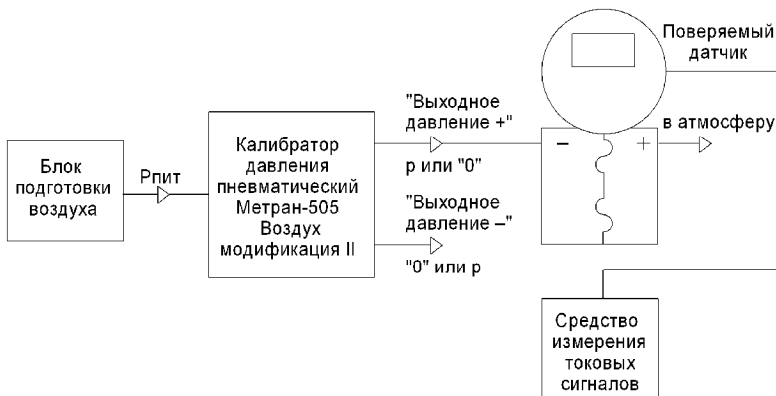 Поверяемый
датчик
"Выходное
давление +"
в атмосферу
– +
Блок
подготовки
воздуха
Рпит
Калибратор
давления
пневматический
Метран-505
Воздух
модификация II
р или "0"
"Выходное
давление –"
"0" или р
Средство
измерения
токовых
сигналов